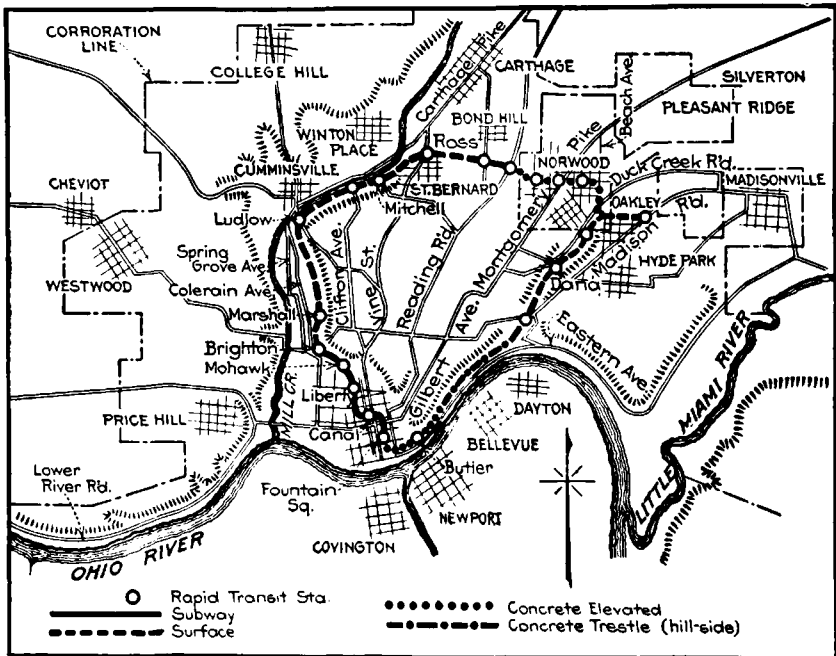 CORRORATION
LINE
COLLEGE HILL
Carthage Pike
CARTHAGE
SILVERTON
PLEASANT RIDGE
Beach Ave.
BOND HILL
WINTON
PLACE
Ross
Pike
NORWOOD
Duck Creek R'd.
CUMMINSVILLE
ST. BERNARD
Mitchell
OAKLEY
R'd.
MADISONVILLE
CHEVIOT
Ludlow
Montgomery
Madison
Spring
Grove Ave.
Clifton Ave.
Vine St.
Reading Rd.
HYDE PARK
Dana
WESTWOOD
Colerain Ave.
Marshall
Ave.
Eastern Ave.
Brighton
Mohawk
Gilbert
MILL CR.
Liberty
DAYTON
PRICE HILL
Canal
BELLEVUE
LITTLE MIAMI RIVER
Lower
River Rd.
Butler
Fountain
Sq.
NEWPORT
COVINGTON
OHIO RIVER
Rapid Transit Sta.
Subway
Surface
Concrete Elevated
Concrete Trestle (hill-side)